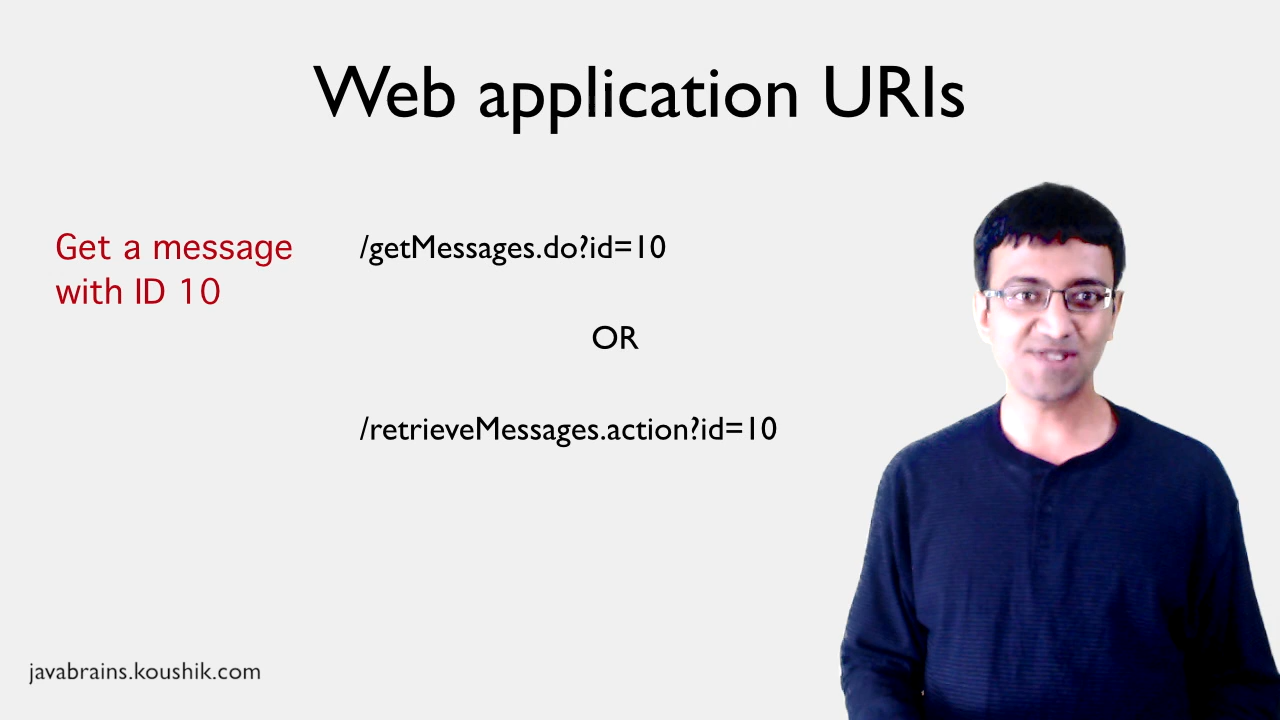 Web application URIs
Get a message
with ID 10
/getMessages.do?id=10
OR
/retrieveMessages.action?id=10
javabrains.koushik.com